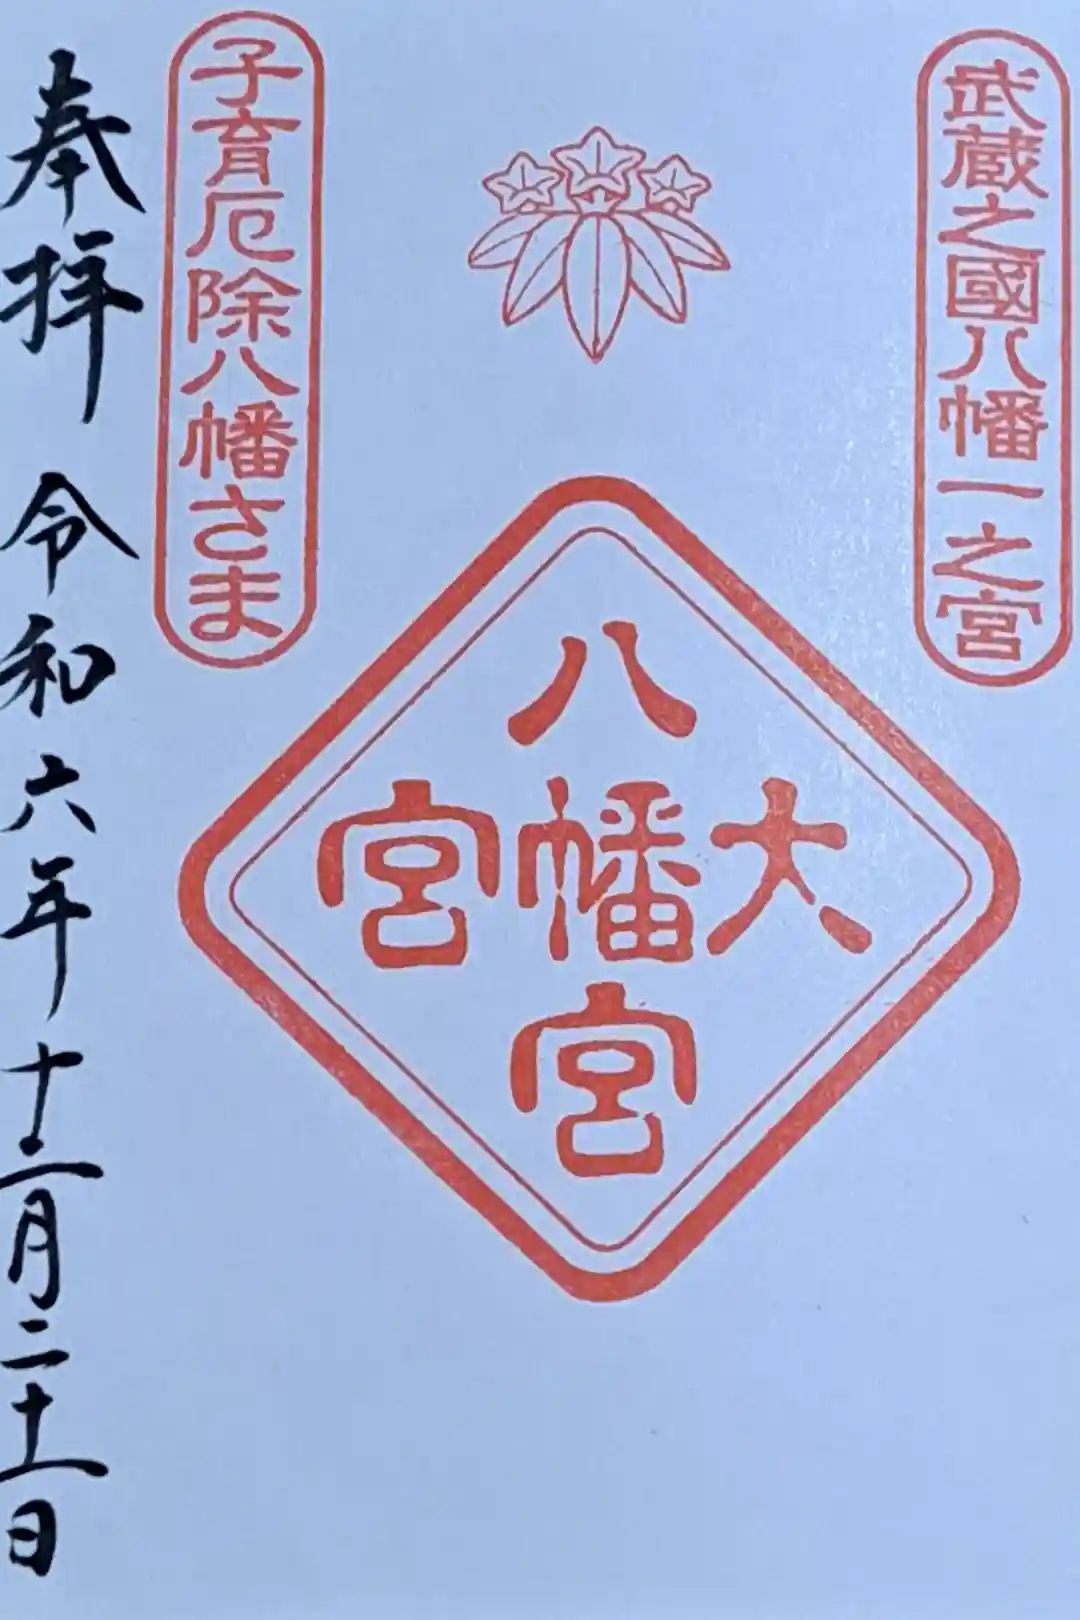 武蔵之國八幡一之宮
大宮八幡宮
子育厄除八幡さま
奉拝 令和六年十二月二十一日